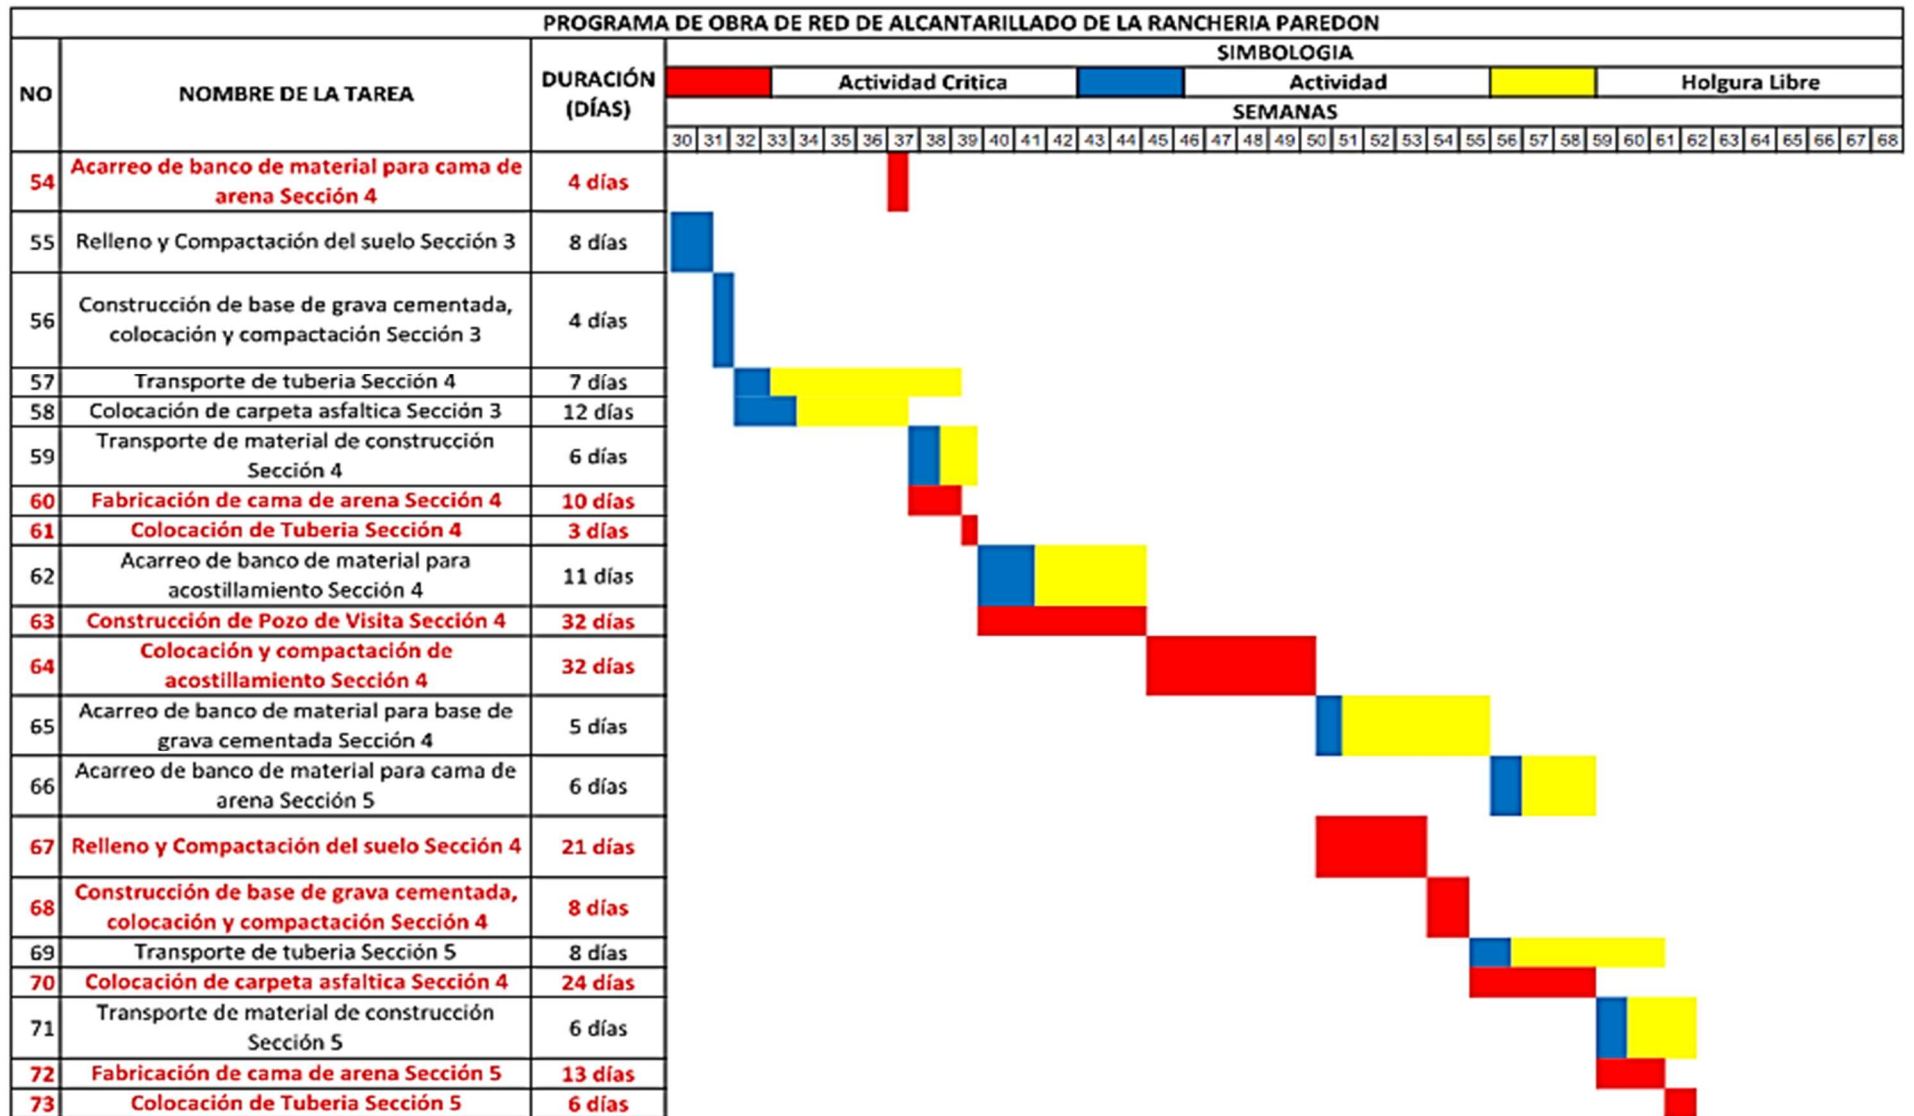 PROGRAMA DE OBRA DE RED DE ALCANTARILLADO DE LA RANCHERIA PAREDON
NO
NOMBRE DE LA TAREA
DURACIÓN
(DÍAS)
SIMBOLOGIA
Actividad Critica
Actividad
Holgura Libre
SEMANAS
30 31 32 33 34 35 36 37 38 39 40 41 42 43 44 45 46 47 48 49 50 51 52 53 54 55 56 57 58 59 60 61 62 63 64 65 66 67 68
54 Acarreo de banco de material para cama de
arena Sección 4
4 días
55 Relleno y Compactación del suelo Sección 3 8 días
56 Construcción de base de grava cementada,
colocación y compactación Sección 3
4 días
57 Transporte de tuberia Sección 4 7 días
58 Colocación de carpeta asfaltica Sección 3 12 días
59 Transporte de material de construcción
Sección 4
6 días
60 Fabricación de cama de arena Sección 4 10 días
61 Colocación de Tuberia Sección 4 3 días
62 Acarreo de banco de material para
acostillamiento Sección 4
11 días
63 Construcción de Pozo de Visita Sección 4 32 días
64 Colocación y compactación de
acostillamiento Sección 4
32 días
65 Acarreo de banco de material para base de
grava cementada Sección 4
5 días
66 Acarreo de banco de material para cama de
arena Sección 5
6 días
67 Relleno y Compactación del suelo Sección 4 21 días
68 Construcción de base de grava cementada,
colocación y compactación Sección 4
8 días
69 Transporte de tuberia Sección 5 8 días
70 Colocación de carpeta asfaltica Sección 4 24 días
71 Transporte de material de construcción
Sección 5
6 días
72 Fabricación de cama de arena Sección 5 13 días
73 Colocación de Tuberia Sección 5 6 días